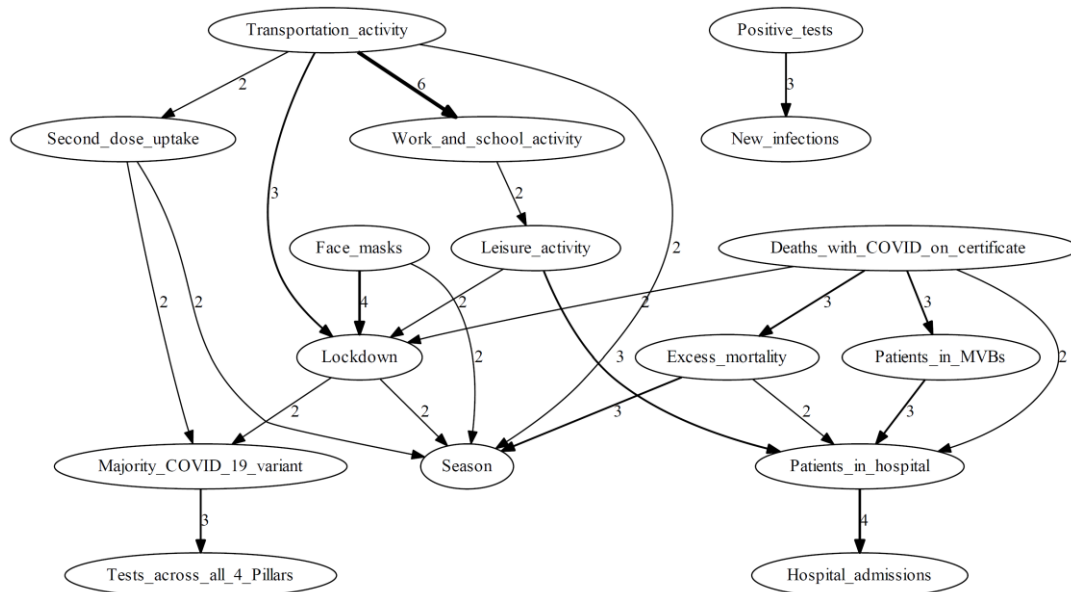 Transportation_activity
Positive_tests
2
6
3
Second_dose_uptake
Work_and_school_activity
New_infections
3
2
Face_masks
Leisure_activity
2
Deaths_with_COVID_on_certificate
2
2
4
2
2
3
3
Lockdown
2
3
Excess_mortality
Patients_in_MVBs
2
2
2
3
2
3
Majority_COVID_19_variant
Season
Patients_in_hospital
3
4
Tests_across_all_4_Pillars
Hospital_admissions